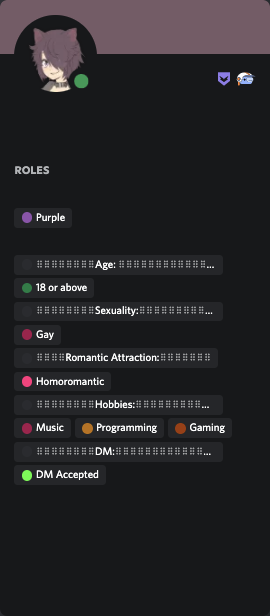 ROLES
Purple
⠿⠿⠿⠿⠿⠿⠿⠿Age: ⠿⠿⠿⠿⠿⠿⠿⠿⠿⠿⠿⠿...
18 or above
⠿⠿⠿⠿⠿⠿⠿⠿Sexuality:⠿⠿⠿⠿⠿⠿⠿⠿⠿...
Gay
⠿⠿⠿⠿Romantic Attraction:⠿⠿⠿⠿⠿⠿⠿
Homoromantic
⠿⠿⠿⠿⠿⠿⠿⠿Hobbies:⠿⠿⠿⠿⠿⠿⠿⠿⠿⠿...
Music Programming Gaming
⠿⠿⠿⠿⠿⠿⠿⠿DM:⠿⠿⠿⠿⠿⠿⠿⠿⠿⠿⠿⠿...
DM Accepted